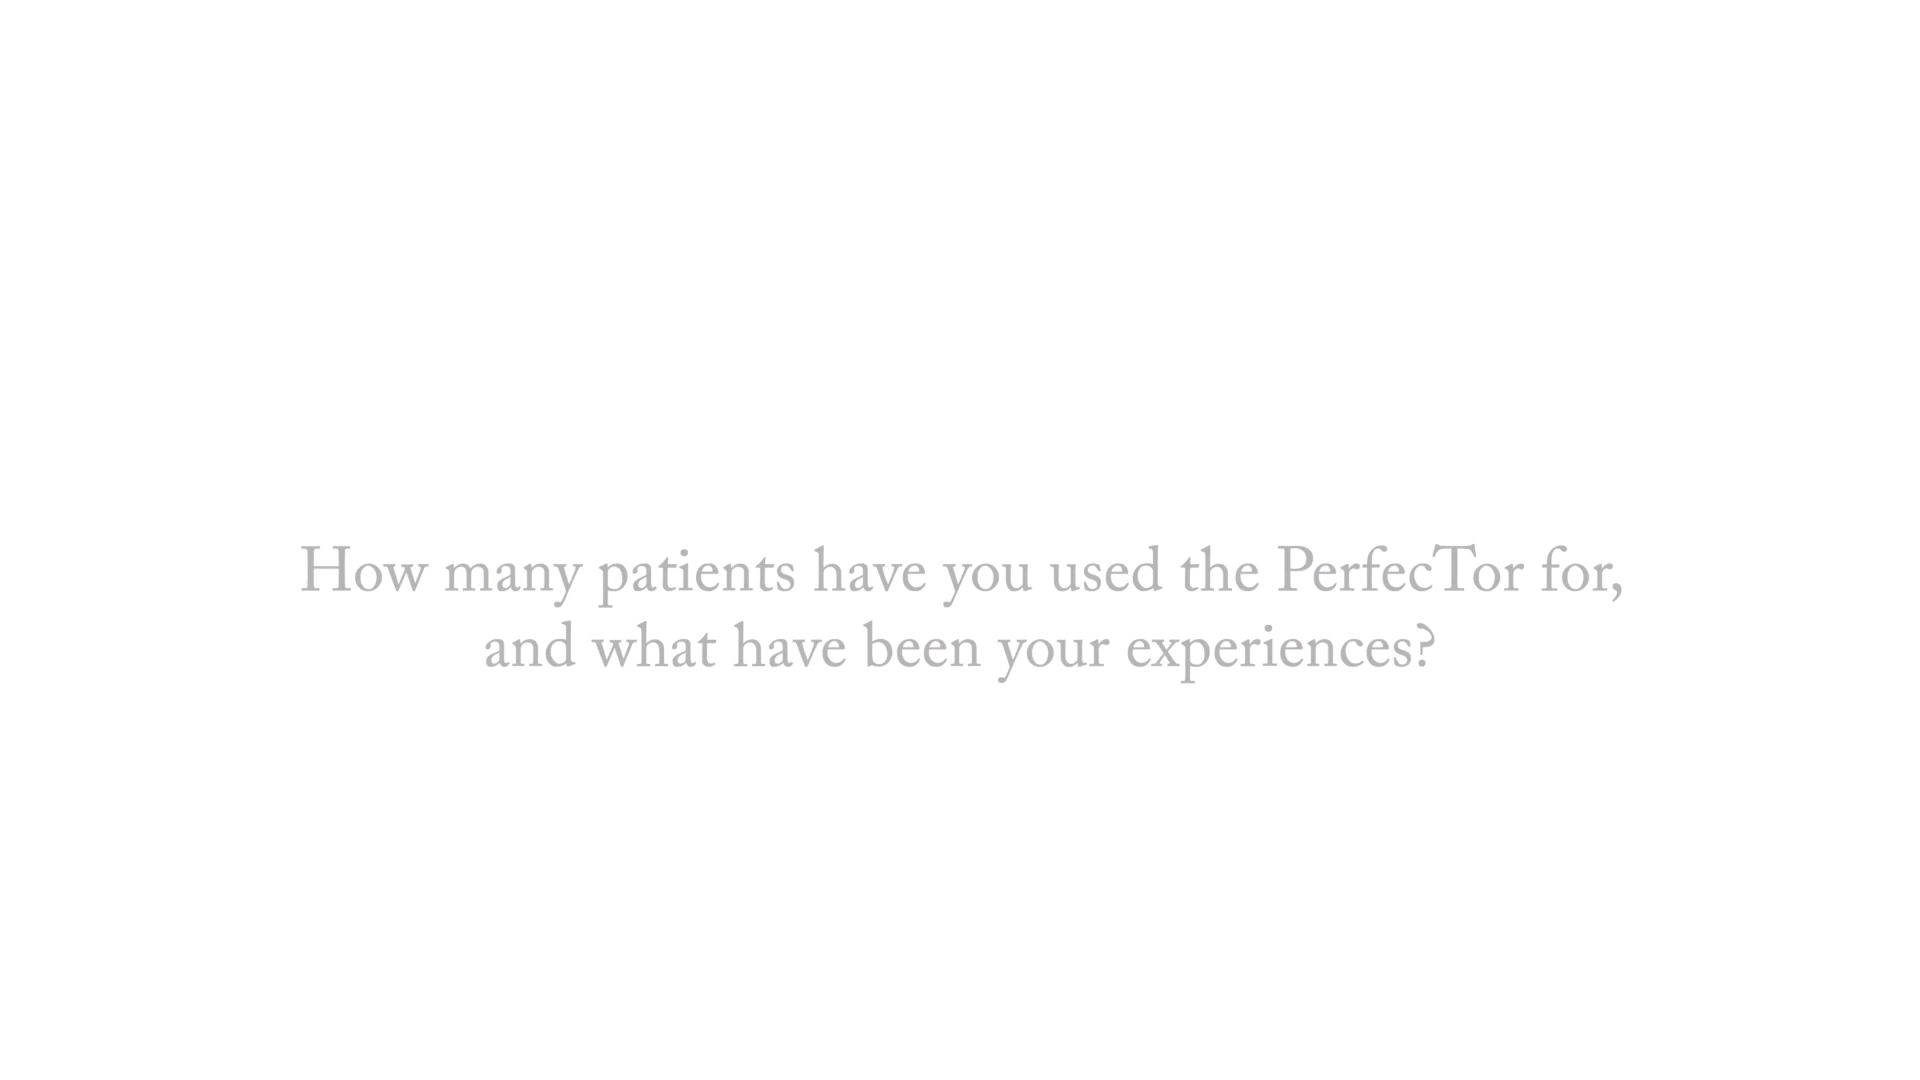 How many patients have you used the PerfecTor for,
and what have been your experiences?